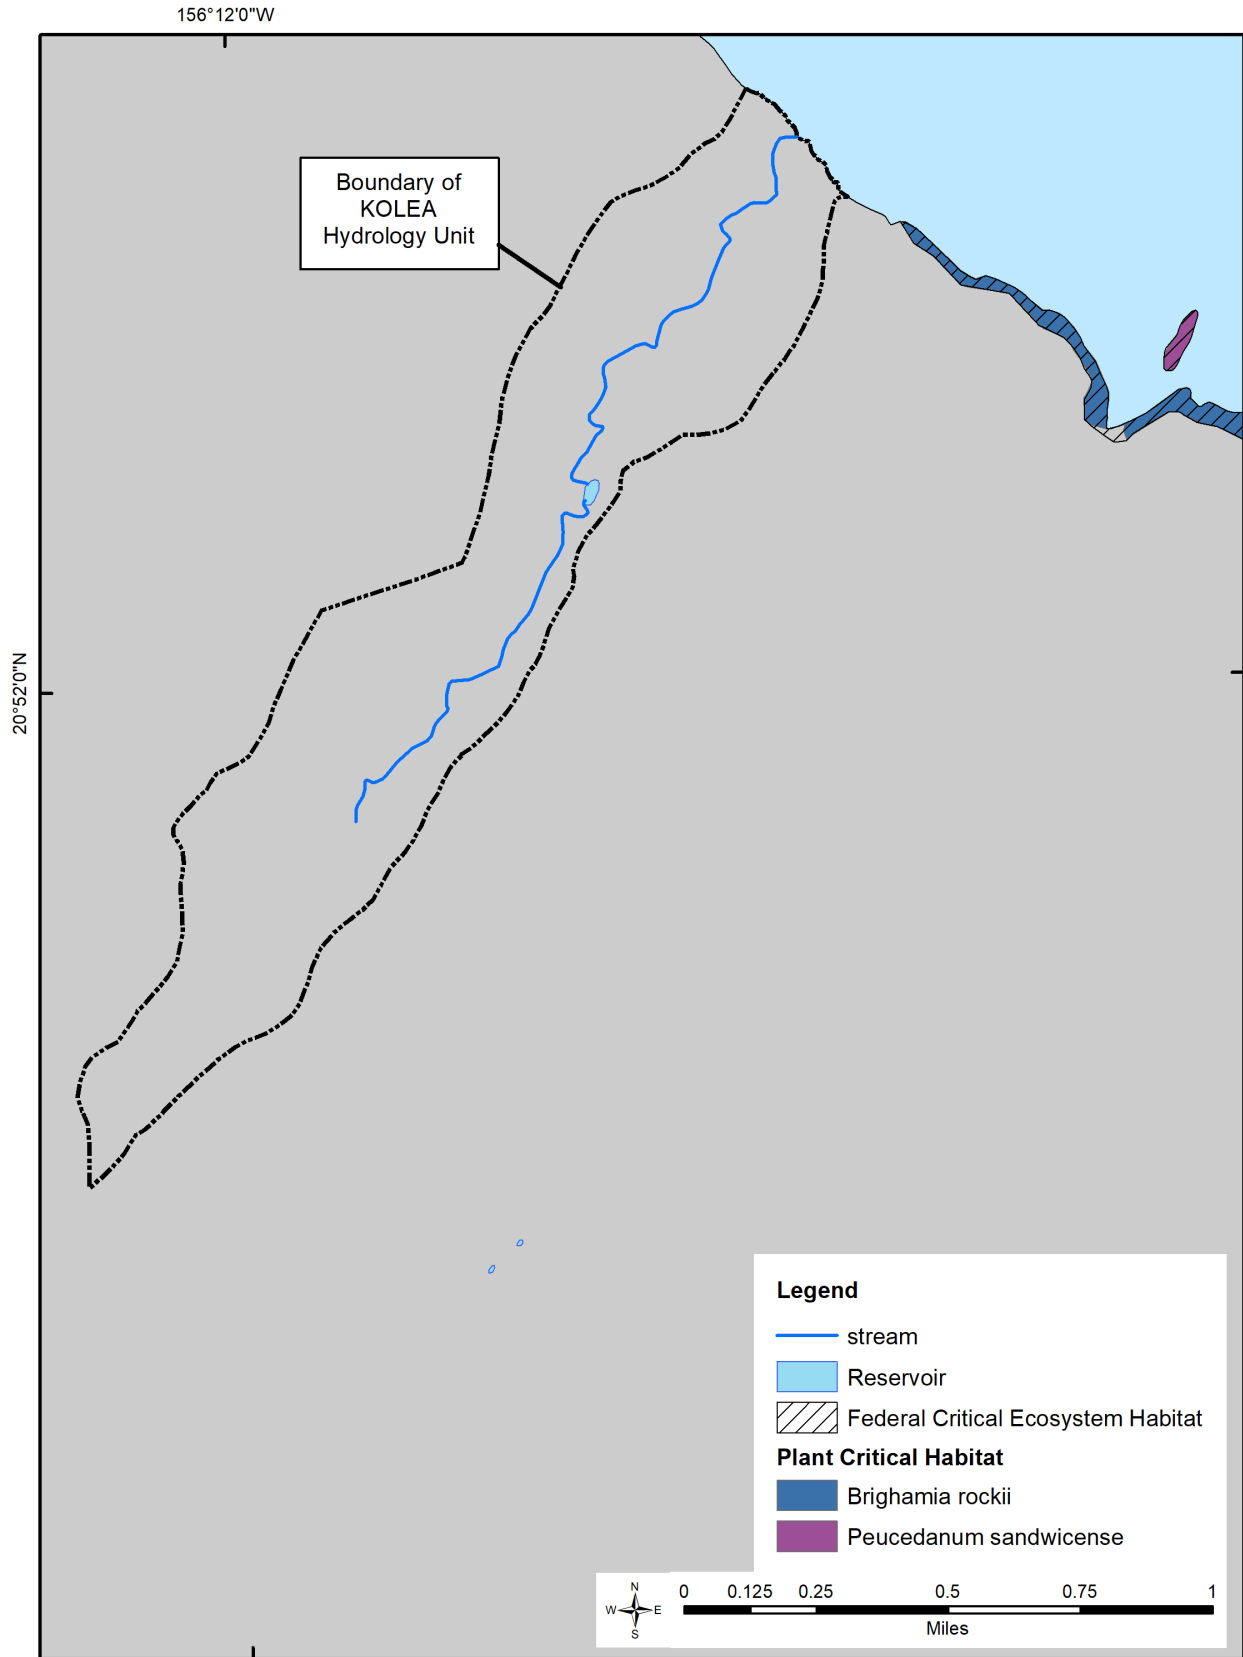 156°12'0"W
Boundary of
KOLEA
Hydrology Unit
20°52'0"N
Legend
stream
Reservoir
Federal Critical Ecosystem Habitat
Plant Critical Habitat
Brighamia rockii
Peucedanum sandwicense
N
W E
S
0 0.125 0.25 0.5 0.75 1
Miles